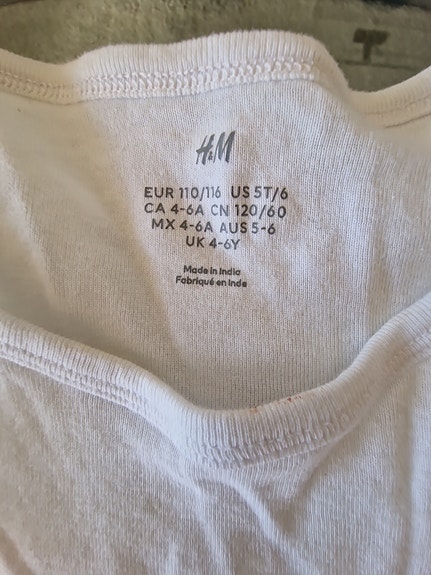 H&M
EUR 110/116 US 5T/6
CA 4-6A CN 120/60
MX 4-6A AUS 5-6
UK 4-6Y
Made in India
Fabriqué en Inde